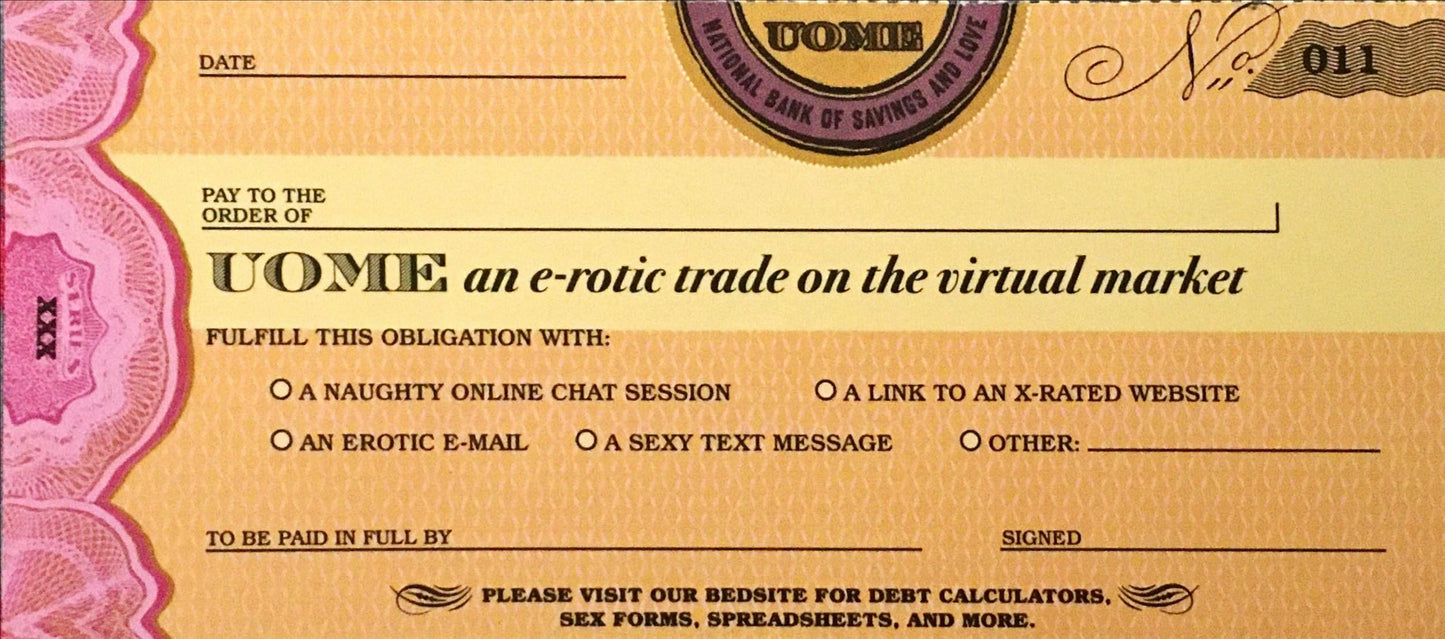 UOME
NATIONAL BANK OF SAVINGS AND LOVE
No. 011
DATE
PAY TO THE
ORDER OF
UOME an e-rotic trade on the virtual market
FULFILL THIS OBLIGATION WITH:
A NAUGHTY ONLINE CHAT SESSION A LINK TO AN X-RATED WEBSITE
AN EROTIC E-MAIL A SEXY TEXT MESSAGE OTHER:
TO BE PAID IN FULL BY SIGNED
PLEASE VISIT OUR BEDSITE FOR DEBT CALCULATORS,
SEX FORMS, SPREADSHEETS, AND MORE.
SERIES
XXX